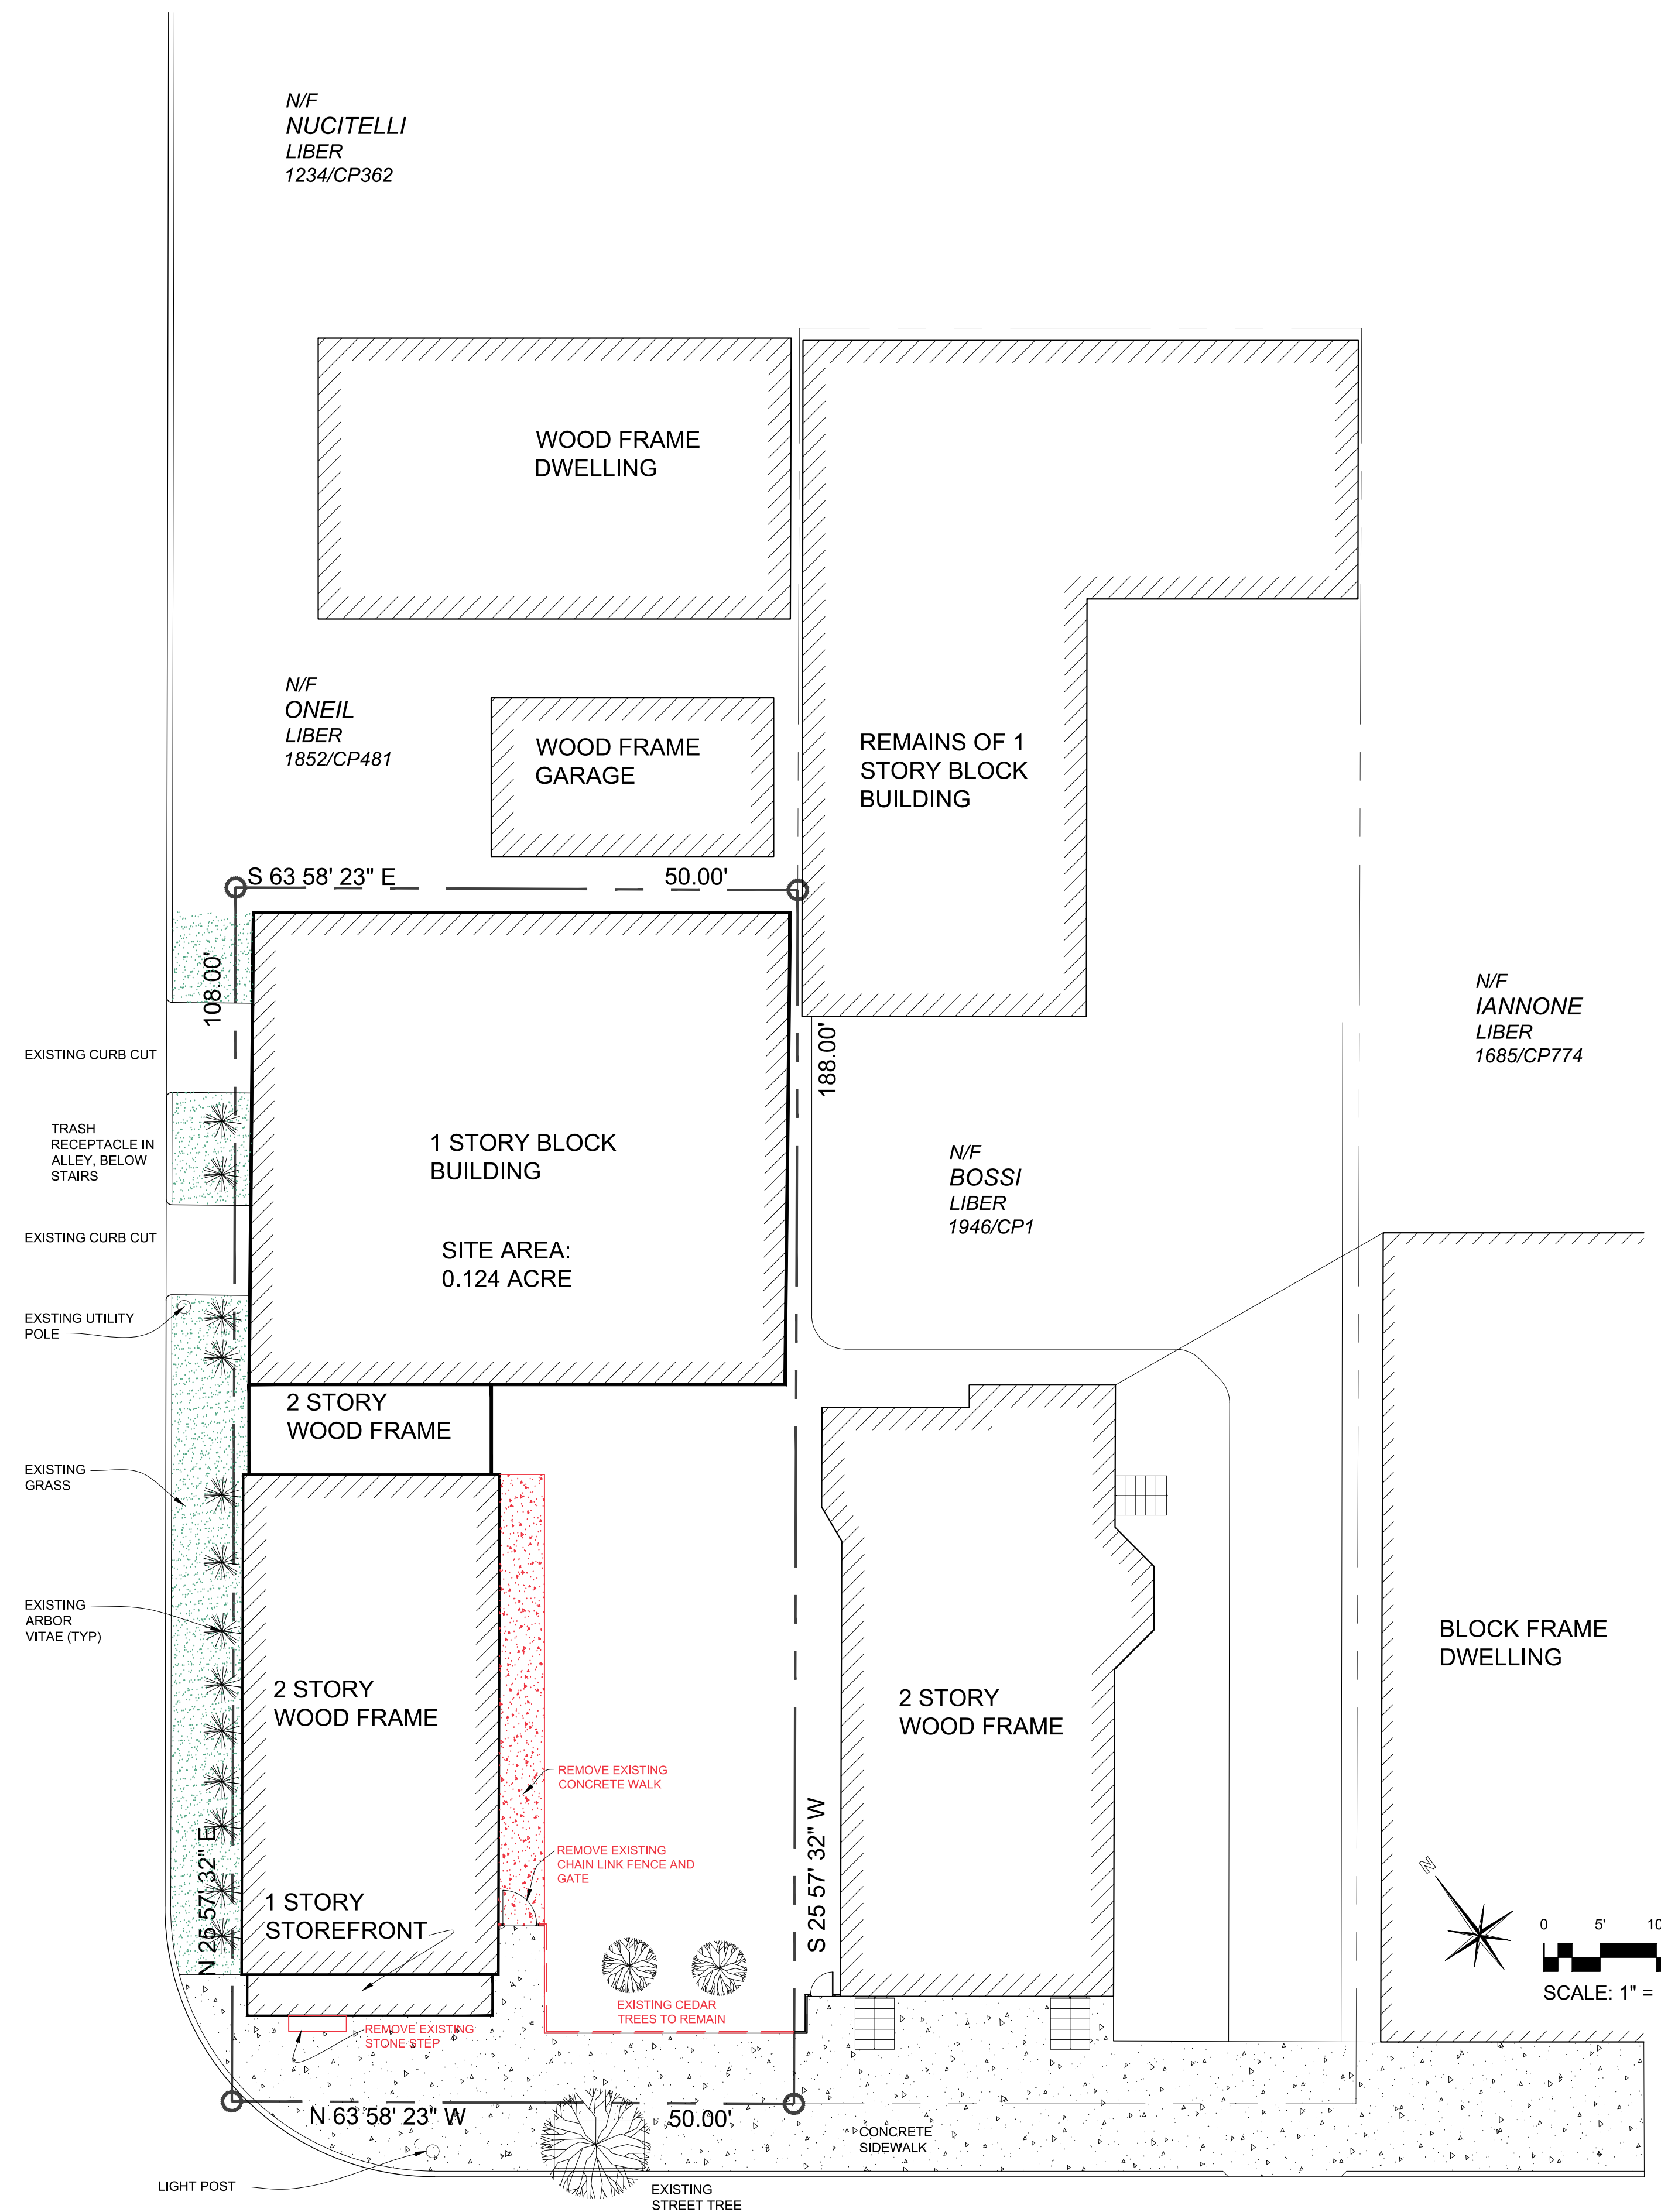 N/F
NUCITELLI
LIBER
1234/CP362
WOOD FRAME
DWELLING
N/F
ONEIL
LIBER
1852/CP481
WOOD FRAME
GARAGE
REMAINS OF 1
STORY BLOCK
BUILDING
S 63 58' 23" E
50.00'
108.00'
188.00'
N/F
IANNONE
LIBER
1685/CP774
EXISTING CURB CUT
TRASH
RECEPTACLE IN
ALLEY, BELOW
STAIRS
1 STORY BLOCK
BUILDING
N/F
BOSSI
LIBER
1946/CP1
EXISTING CURB CUT
SITE AREA:
0.124 ACRE
EXSTING UTILITY
POLE
2 STORY
WOOD FRAME
EXISTING
GRASS
EXISTING
ARBOR
VITAE (TYP)
BLOCK FRAME
DWELLING
2 STORY
WOOD FRAME
2 STORY
WOOD FRAME
REMOVE EXISTING
CONCRETE WALK
REMOVE EXISTING
CHAIN LINK FENCE AND
GATE
N 25 57' 32" E
S 25 57' 32" W
1 STORY
STOREFRONT
N
0 5' 10
SCALE: 1" =
EXISTING CEDAR
TREES TO REMAIN
REMOVE EXISTING
STONE STEP
N 63 58' 23" W
50.00'
CONCRETE
SIDEWALK
LIGHT POST
EXISTING
STREET TREE